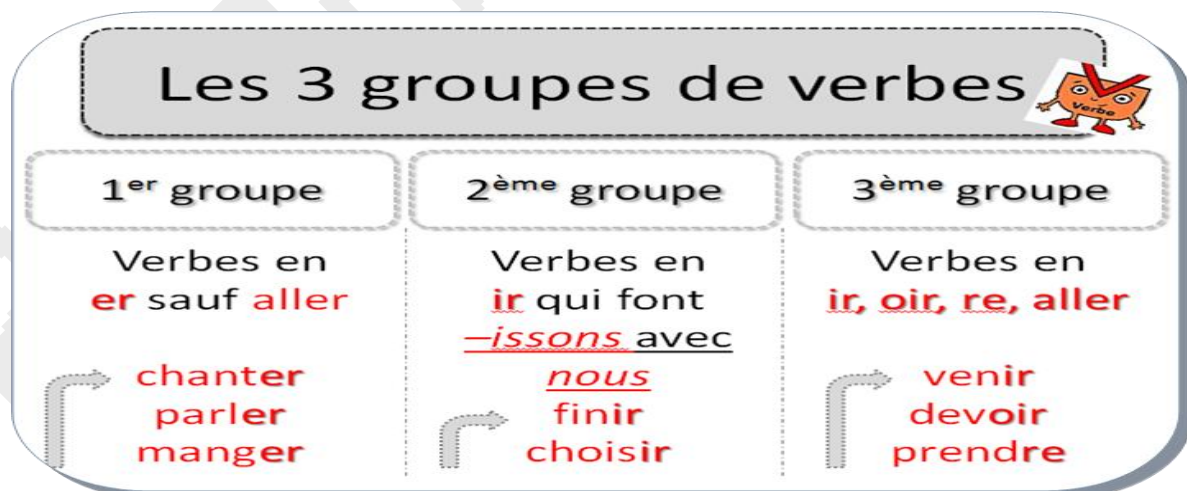 Les 3 groupes de verbes
Verbe
1er groupe
2ème groupe
3ème groupe
Verbes en
er sauf aller
chanter
parler
manger
Verbes en
ir qui font
–issons avec
nous
finir
choisir
Verbes en
ir, oir, re, aller
venir
devoir
prendre